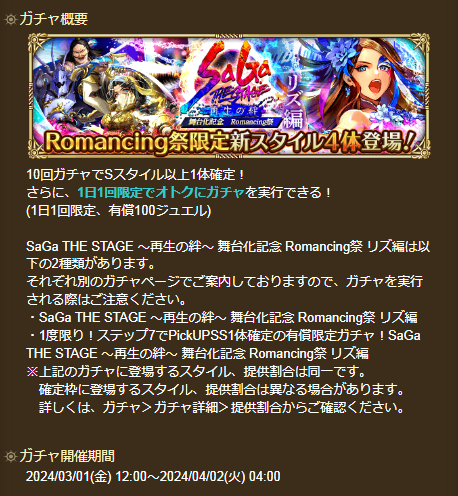 ガチャ概要
SaGa
THE STAGE
再生の絆
舞台化記念 Romancing祭
リズ編
Romancing祭限定新スタイル4体登場!
10回ガチャでSスタイル以上1体確定!
さらに、1日1回限定でオトクにガチャを実行できる!
(1日1回限定、有償100ジュエル)
SaGa THE STAGE ～再生の絆～ 舞台化記念 Romancing祭 リズ編は以
下の2種類があります。
それぞれ別のガチャページでご案内しておりますので、ガチャを実行
される際はご注意ください。
・SaGa THE STAGE ～再生の絆～ 舞台化記念 Romancing祭 リズ編
・1度限り!ステップ7でPickUPSS1体確定の有償限定ガチャ!SaGa
THE STAGE ～再生の絆～ 舞台化記念 Romancing祭 リズ編
※上記のガチャに登場するスタイル、提供割合は同一です。
確定枠に登場するスタイル、提供割合は異なる場合があります。
詳しくは、ガチャ＞ガチャ詳細＞提供割合からご確認ください。
ガチャ開催期間
2024/03/01(金) 12:00～2024/04/02(火) 04:00